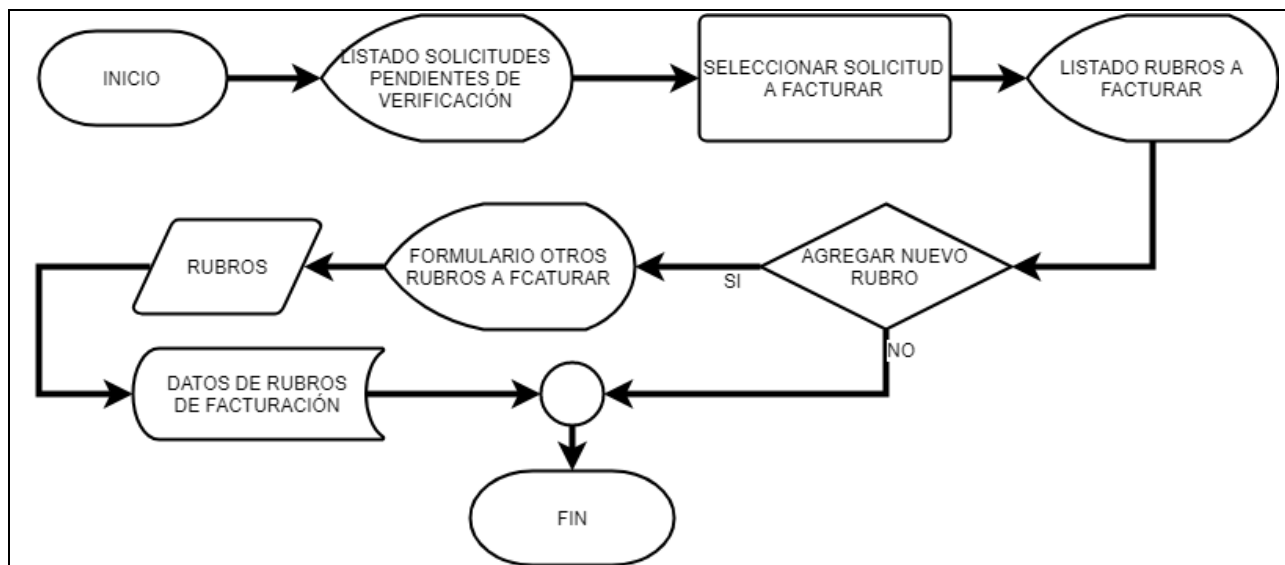 INICIO
LISTADO SOLICITUDES
PENDIENTES DE
VERIFICACIÓN
SELECCIONAR SOLICITUD
A FACTURAR
LISTADO RUBROS A
FACTURAR
AGREGAR NUEVO
RUBRO
SI
NO
FORMULARIO OTROS
RUBROS A FCATURAR
RUBROS
DATOS DE RUBROS
DE FACTURACIÓN
FIN